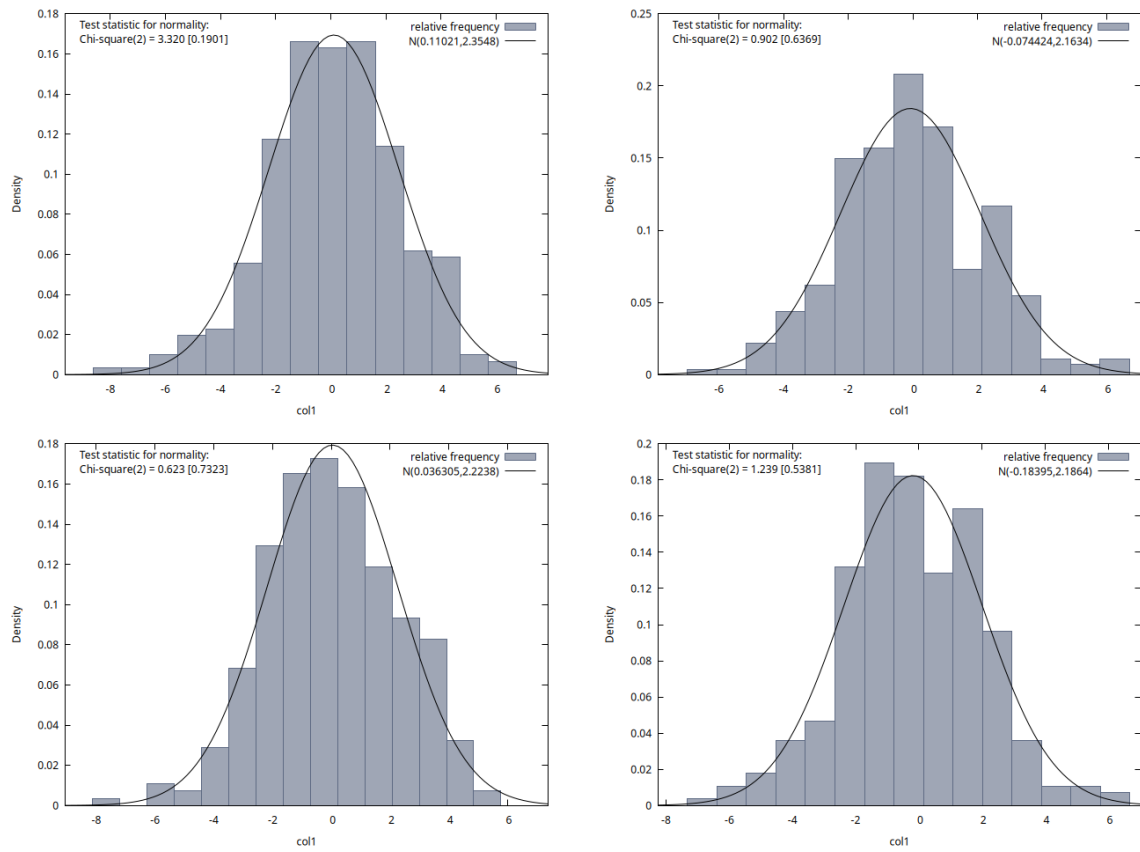 Test statistic for normality:
Chi-square(2) = 3.320 [0.1901]
relative frequency
N(0.11021,2.3548)
0.18
0.16
0.14
0.12
0.1
0.08
0.06
0.04
0.02
0
Density
-8 -6 -4 -2 0 2 4 6
col1
Test statistic for normality:
Chi-square(2) = 0.902 [0.6369]
relative frequency
N(-0.074424,2.1634)
0.25
0.2
0.15
0.1
0.05
0
Density
-6 -4 -2 0 2 4 6
col1
Test statistic for normality:
Chi-square(2) = 0.623 [0.7323]
relative frequency
N(0.036305,2.2238)
0.18
0.16
0.14
0.12
0.1
0.08
0.06
0.04
0.02
0
Density
-8 -6 -4 -2 0 2 4 6
col1
Test statistic for normality:
Chi-square(2) = 1.239 [0.5381]
relative frequency
N(-0.18395,2.1864)
0.2
0.18
0.16
0.14
0.12
0.1
0.08
0.06
0.04
0.02
0
Density
-8 -6 -4 -2 0 2 4 6
col1